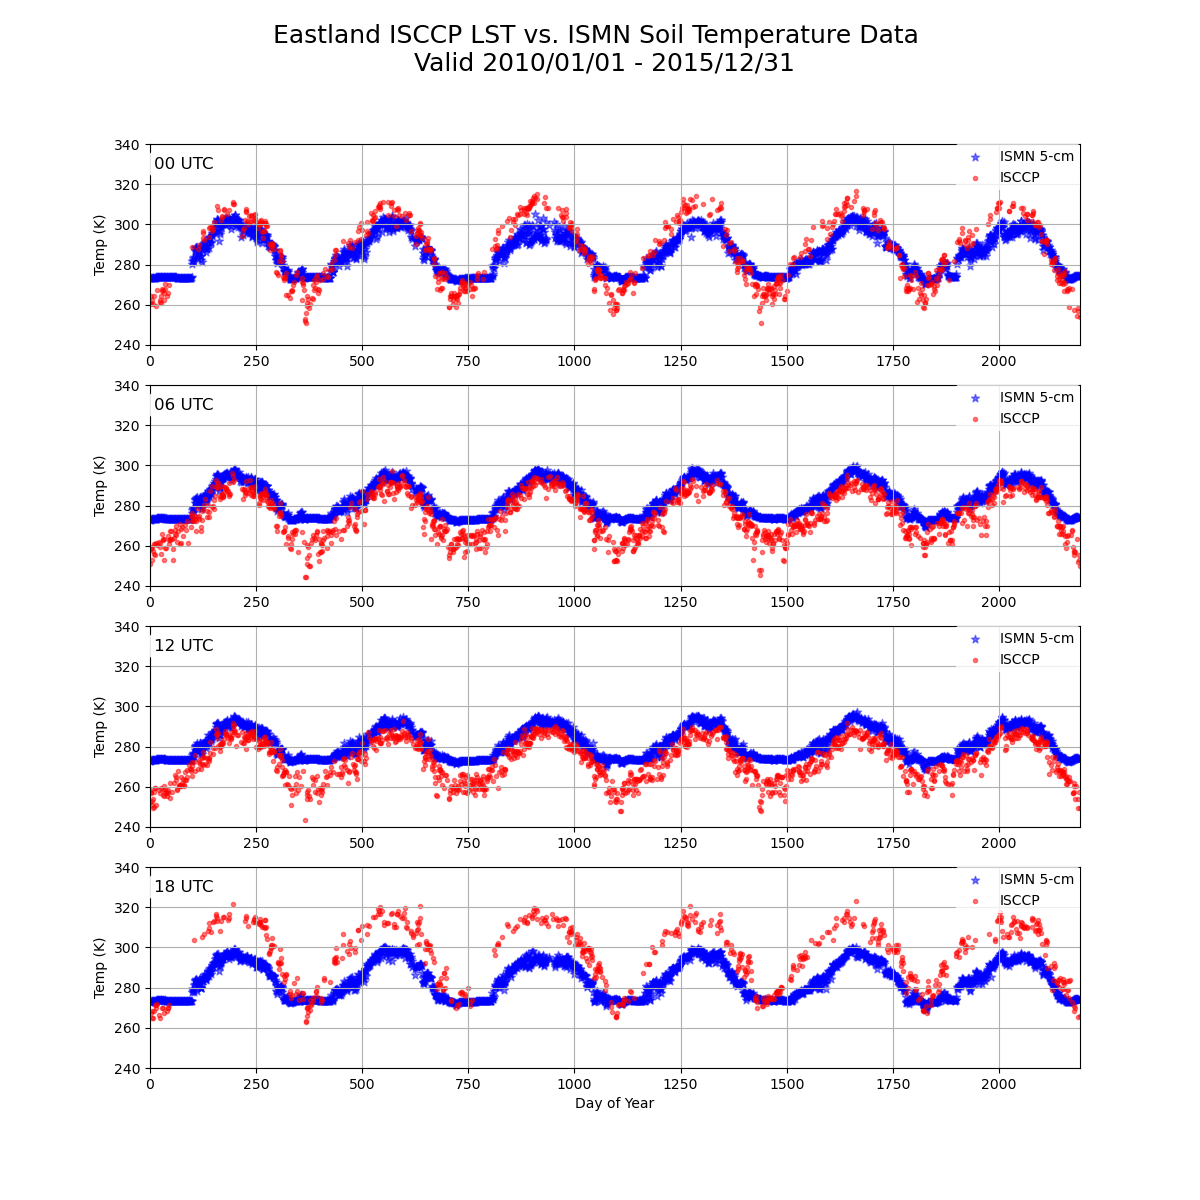 Eastland ISCCP LST vs. ISMN Soil Temperature Data
Valid 2010/01/01 - 2015/12/31
340
320
300
280
260
240
Temp (K)
00 UTC
ISMN 5-cm
ISCCP
0 250 500 750 1000 1250 1500 1750 2000
340
320
300
280
260
240
Temp (K)
06 UTC
ISMN 5-cm
ISCCP
0 250 500 750 1000 1250 1500 1750 2000
340
320
300
280
260
240
Temp (K)
12 UTC
ISMN 5-cm
ISCCP
0 250 500 750 1000 1250 1500 1750 2000
340
320
300
280
260
240
Temp (K)
18 UTC
ISMN 5-cm
ISCCP
0 250 500 750 1000 1250 1500 1750 2000
Day of Year